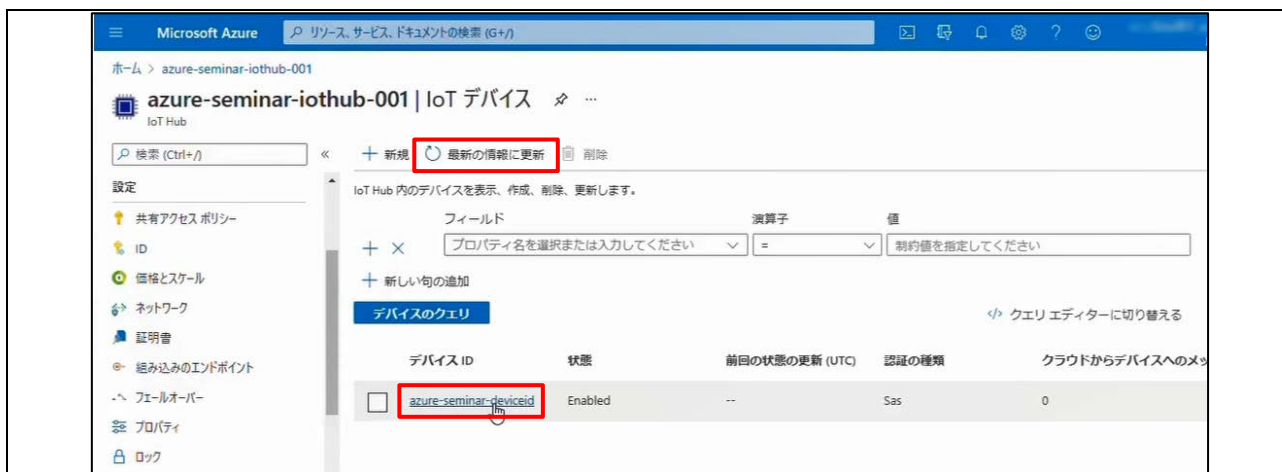 Microsoft Azure
リソース、サービス、ドキュメントの検索 (G+/)
ホーム > azure-seminar-iothub-001
azure-seminar-iothub-001 | IoT デバイス
IoT Hub
検索 (Ctrl+/)
新規 最新の情報に更新 削除
設定
IoT Hub 内のデバイスを表示、作成、削除、更新します。
共有アクセス ポリシー
フィールド 演算子 値
ID
プロパティ名を選択または入力してください = 制約値を指定してください
価格とスケール
新しい句の追加
ネットワーク
デバイスのクエリ
クエリ エディターに切り替える
証明書
組み込みのエンドポイント
デバイス ID 状態 前回の状態の更新 (UTC) 認証の種類 クラウドからデバイスへのメッ
フェールオーバー
azure-seminar-deviceid Enabled -- Sas 0
プロパティ
ロック